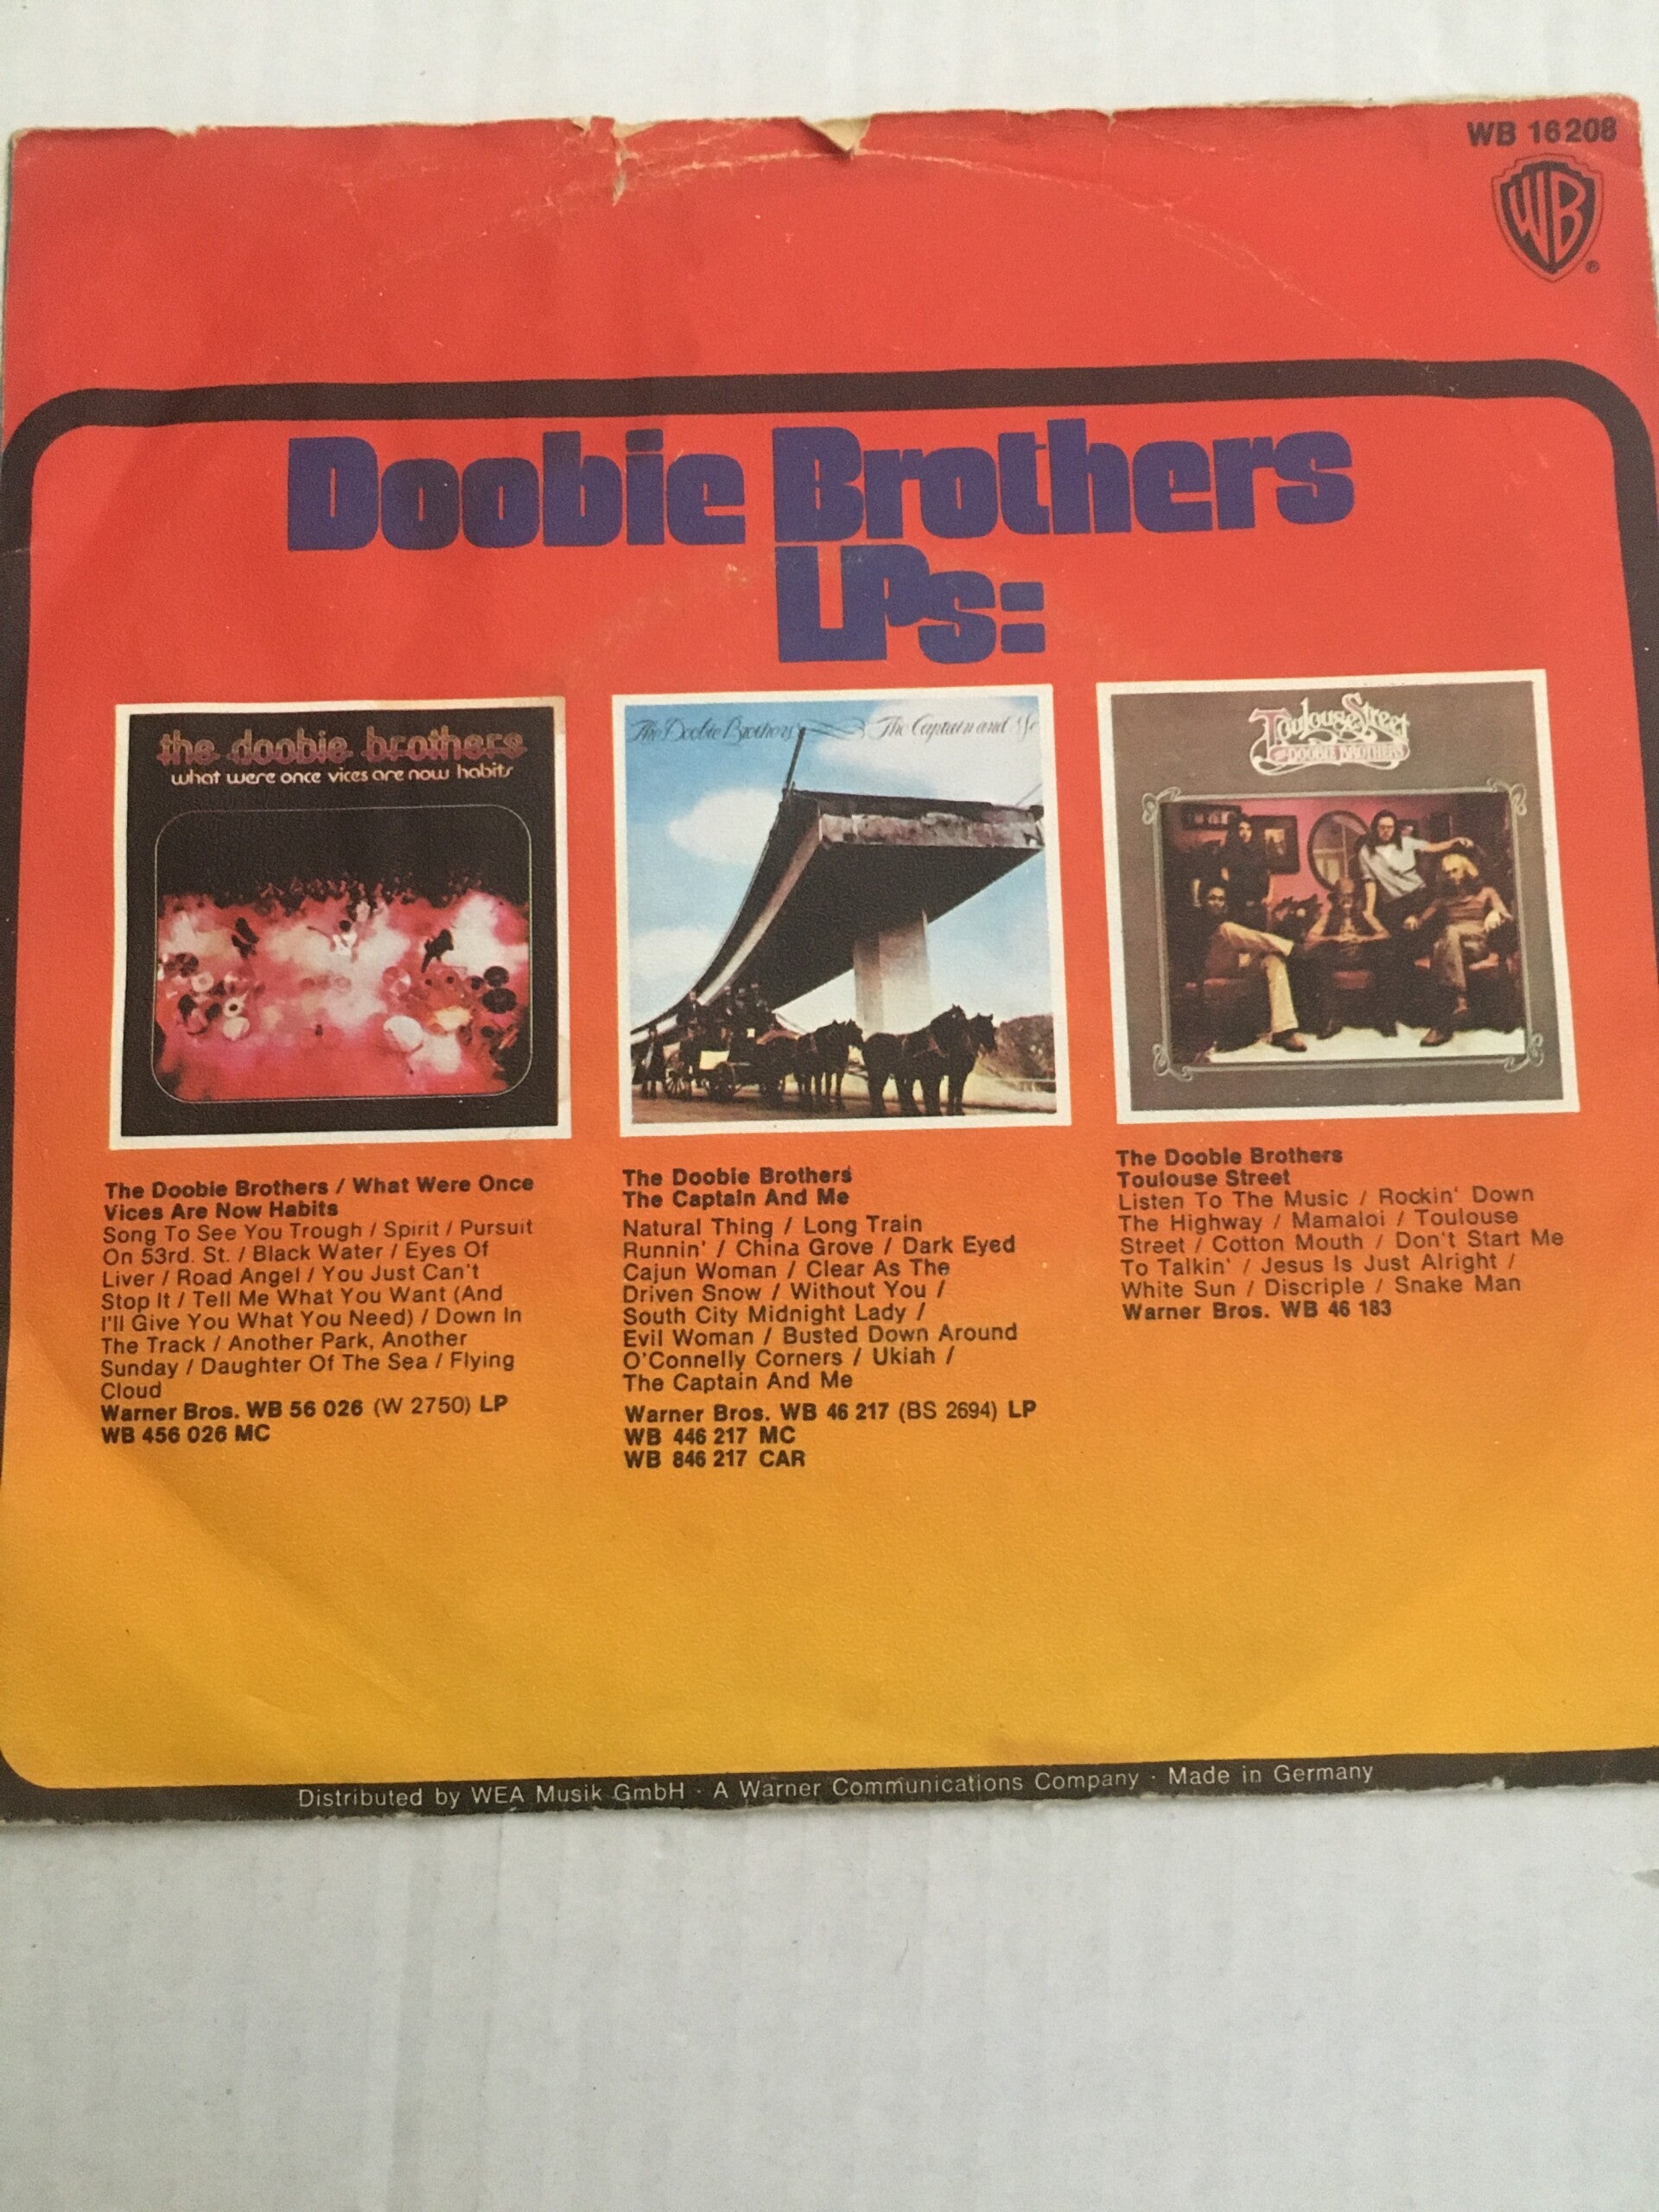 WB 16208
WB
®
Doobie Brothers
LPs:
the doobie brothers
what were once vices are now habits
The Doobie Brothers The Captain and Me
Toulouse Street
THE DOOBIE BROTHERS
The Doobie Brothers / What Were Once
Vices Are Now Habits
Song To See You Trough / Spirit / Pursuit
On 53rd. St. / Black Water / Eyes Of
Liver / Road Angel / You Just Can't
Stop It / Tell Me What You Want (And
I'll Give You What You Need) / Down In
The Track / Another Park, Another
Sunday / Daughter Of The Sea / Flying
Cloud
Warner Bros. WB 56 026 (W 2750) LP
WB 456 026 MC
The Doobie Brothers
The Captain And Me
Natural Thing / Long Train
Runnin' / China Grove / Dark Eyed
Cajun Woman / Clear As The
Driven Snow / Without You /
South City Midnight Lady /
Evil Woman / Busted Down Around
O'Connelly Corners / Ukiah /
The Captain And Me
Warner Bros. WB 46 217 (BS 2694) LP
WB 446 217 MC
WB 846 217 CAR
The Doobie Brothers
Toulouse Street
Listen To The Music / Rockin' Down
The Highway / Mamaloi / Toulouse
Street / Cotton Mouth / Don't Start Me
To Talkin' / Jesus Is Just Alright /
White Sun / Discriple / Snake Man
Warner Bros. WB 46 183
Distributed by WEA Musik GmbH · A Warner Communications Company · Made in Germany